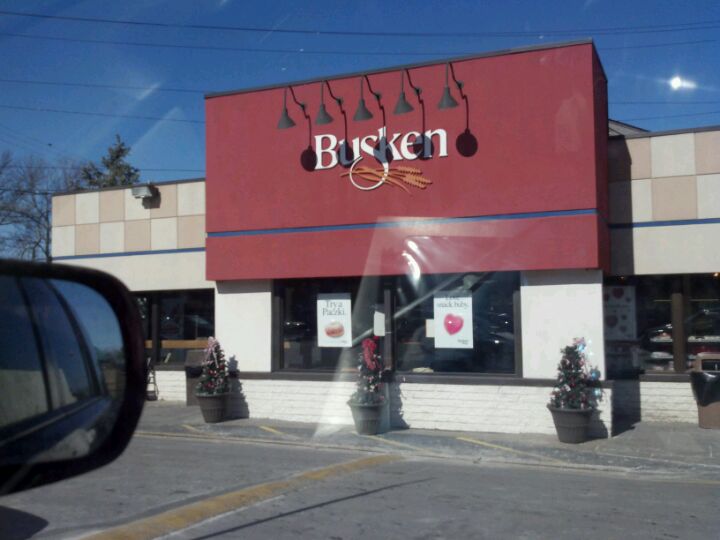 Busken
Try a
Paczki.
snack baby.